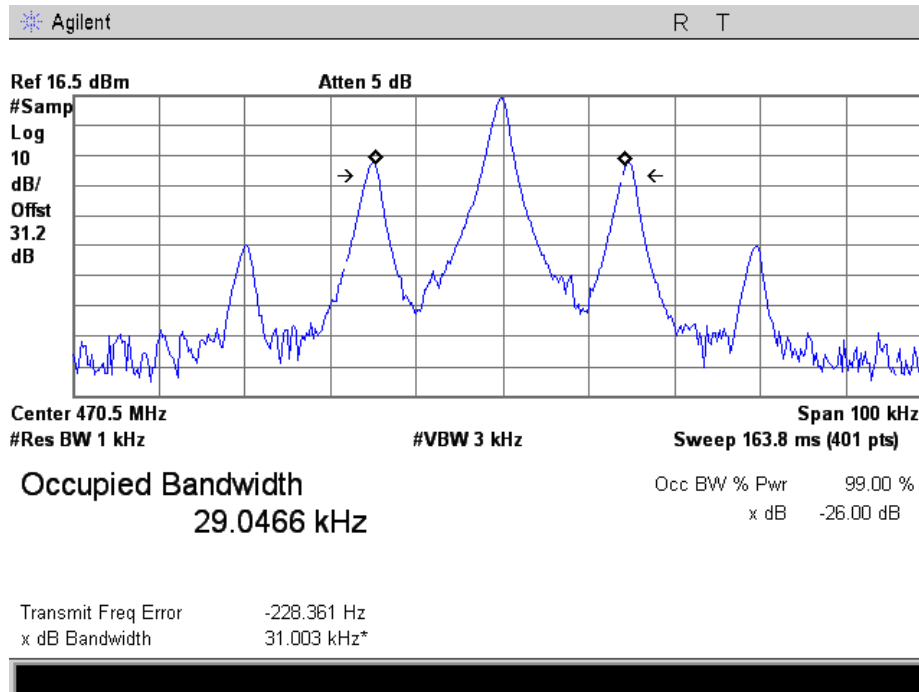 Agilent R T
Ref 16.5 dBm Atten 5 dB
#Samp
Log
10
dB/
Offset
31.2
dB
Center 470.5 MHz Span 100 kHz
#Res BW 1 kHz #VBW 3 kHz Sweep 163.8 ms (401 pts)
Occupied Bandwidth Occ BW % Pwr 99.00 %
29.0466 kHz x dB -26.00 dB
Transmit Freq Error -228.361 Hz
x dB Bandwidth 31.003 kHz*